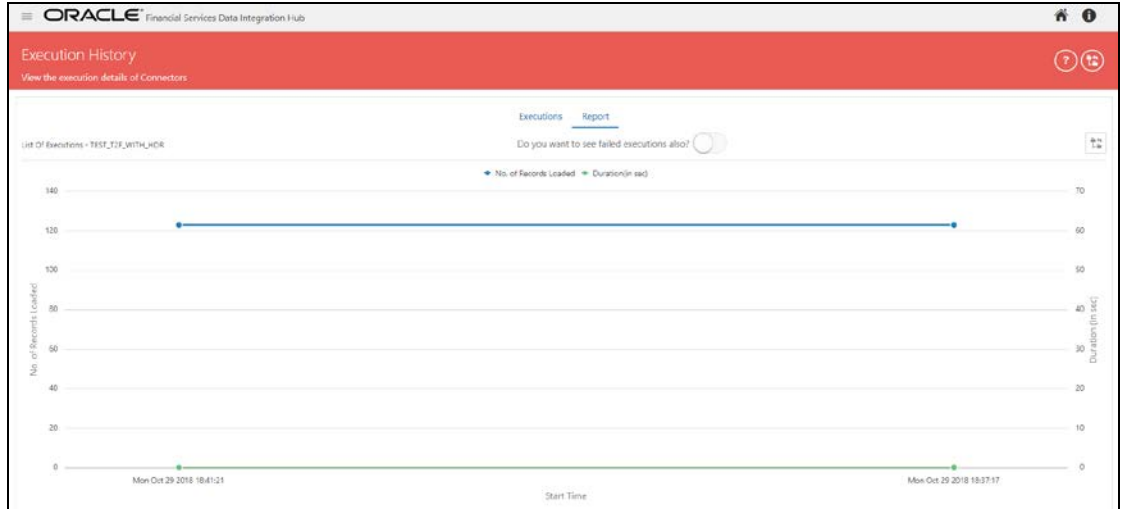 ORACLE® Financial Services Data Integration Hub
Execution History
View the execution details of Connectors
Executions Report
List Of Executions - TEST_T2F_WITH_HDR
Do you want to see failed executions also?
No. of Records Loaded Duration(in sec)
140 70
120 60
100 50
80 40
60 30
40 20
20 10
0 0
No. of Records Loaded
Duration (in sec)
Mon Oct 29 2018 18:41:21 Mon Oct 29 2018 18:37:17
Start Time